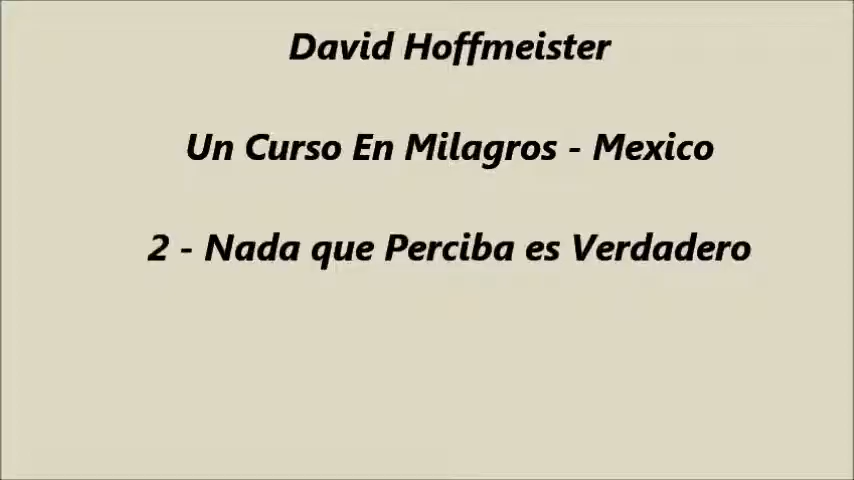 David Hoffmeister
Un Curso En Milagros - Mexico
2 - Nada que Perciba es Verdadero